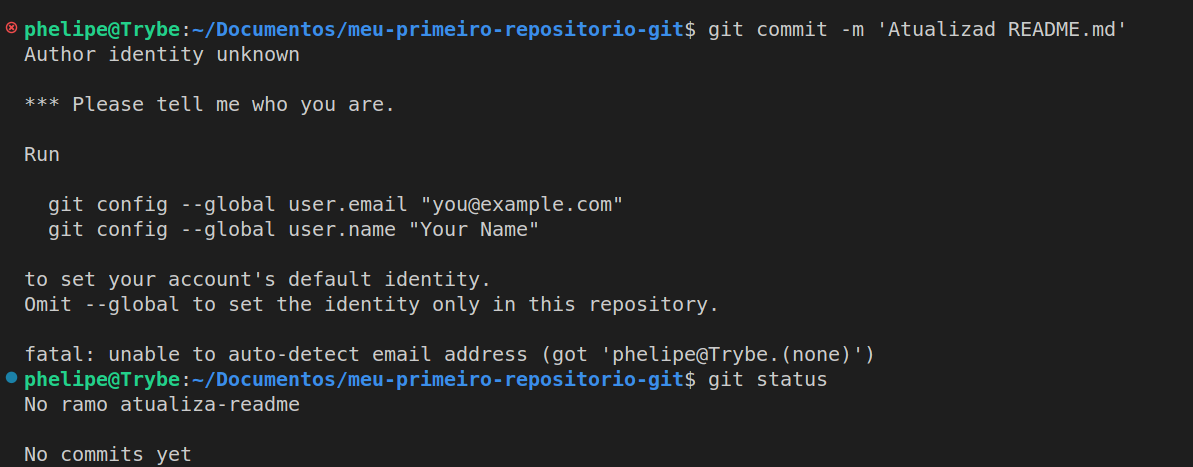 phelipe@Trybe:~/Documentos/meu-primeiro-repositorio-git$ git commit -m 'Atualizad README.md'
Author identity unknown
*** Please tell me who you are.
Run
git config --global user.email "you@example.com"
git config --global user.name "Your Name"
to set your account's default identity.
Omit --global to set the identity only in this repository.
fatal: unable to auto-detect email address (got 'phelipe@Trybe.(none)')
phelipe@Trybe:~/Documentos/meu-primeiro-repositorio-git$ git status
No ramo atualiza-readme
No commits yet